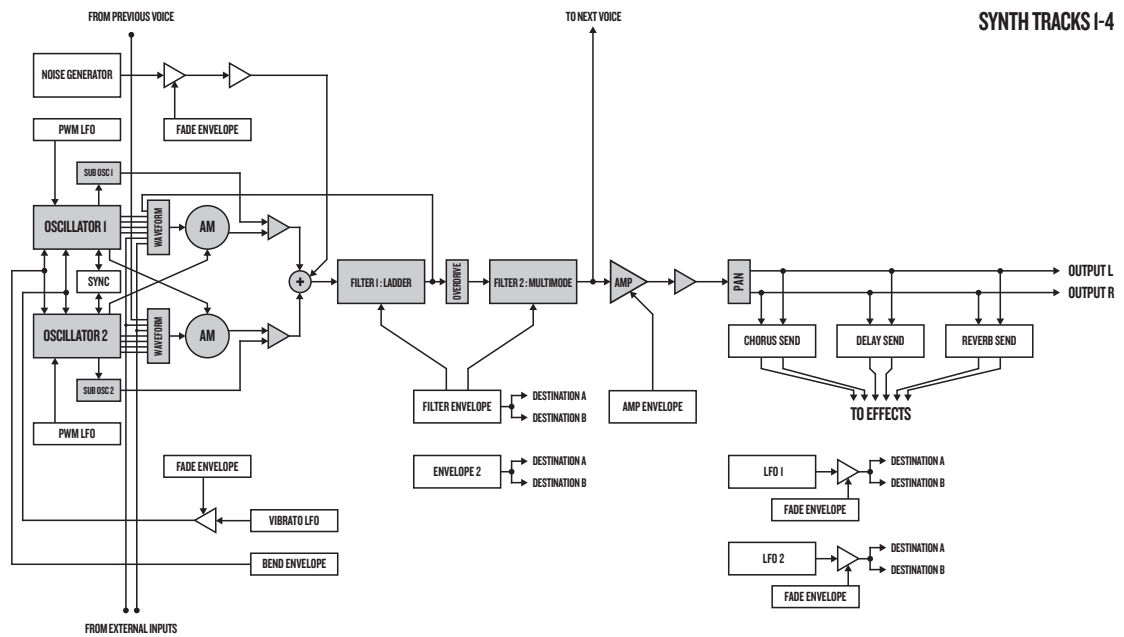 FROM PREVIOUS VOICE
TO NEXT VOICE
SYNTH TRACKS 1-4
NOISE GENERATOR
PWM LFO
FADE ENVELOPE
SUB OSC 1
OSCILLATOR 1
WAVEFORM
AM
SYNC
FILTER 1 : LADDER
OVERDRIVE
FILTER 2 : MULTIMODE
AMP
PAN
OUTPUT L
OUTPUT R
OSCILLATOR 2
WAVEFORM
AM
CHORUS SEND
DELAY SEND
REVERB SEND
SUB OSC 2
FILTER ENVELOPE
DESTINATION A
DESTINATION B
AMP ENVELOPE
TO EFFECTS
PWM LFO
FADE ENVELOPE
ENVELOPE 2
DESTINATION A
DESTINATION B
LFO 1
DESTINATION A
DESTINATION B
FADE ENVELOPE
VIBRATO LFO
BEND ENVELOPE
LFO 2
DESTINATION A
DESTINATION B
FADE ENVELOPE
FROM EXTERNAL INPUTS
+